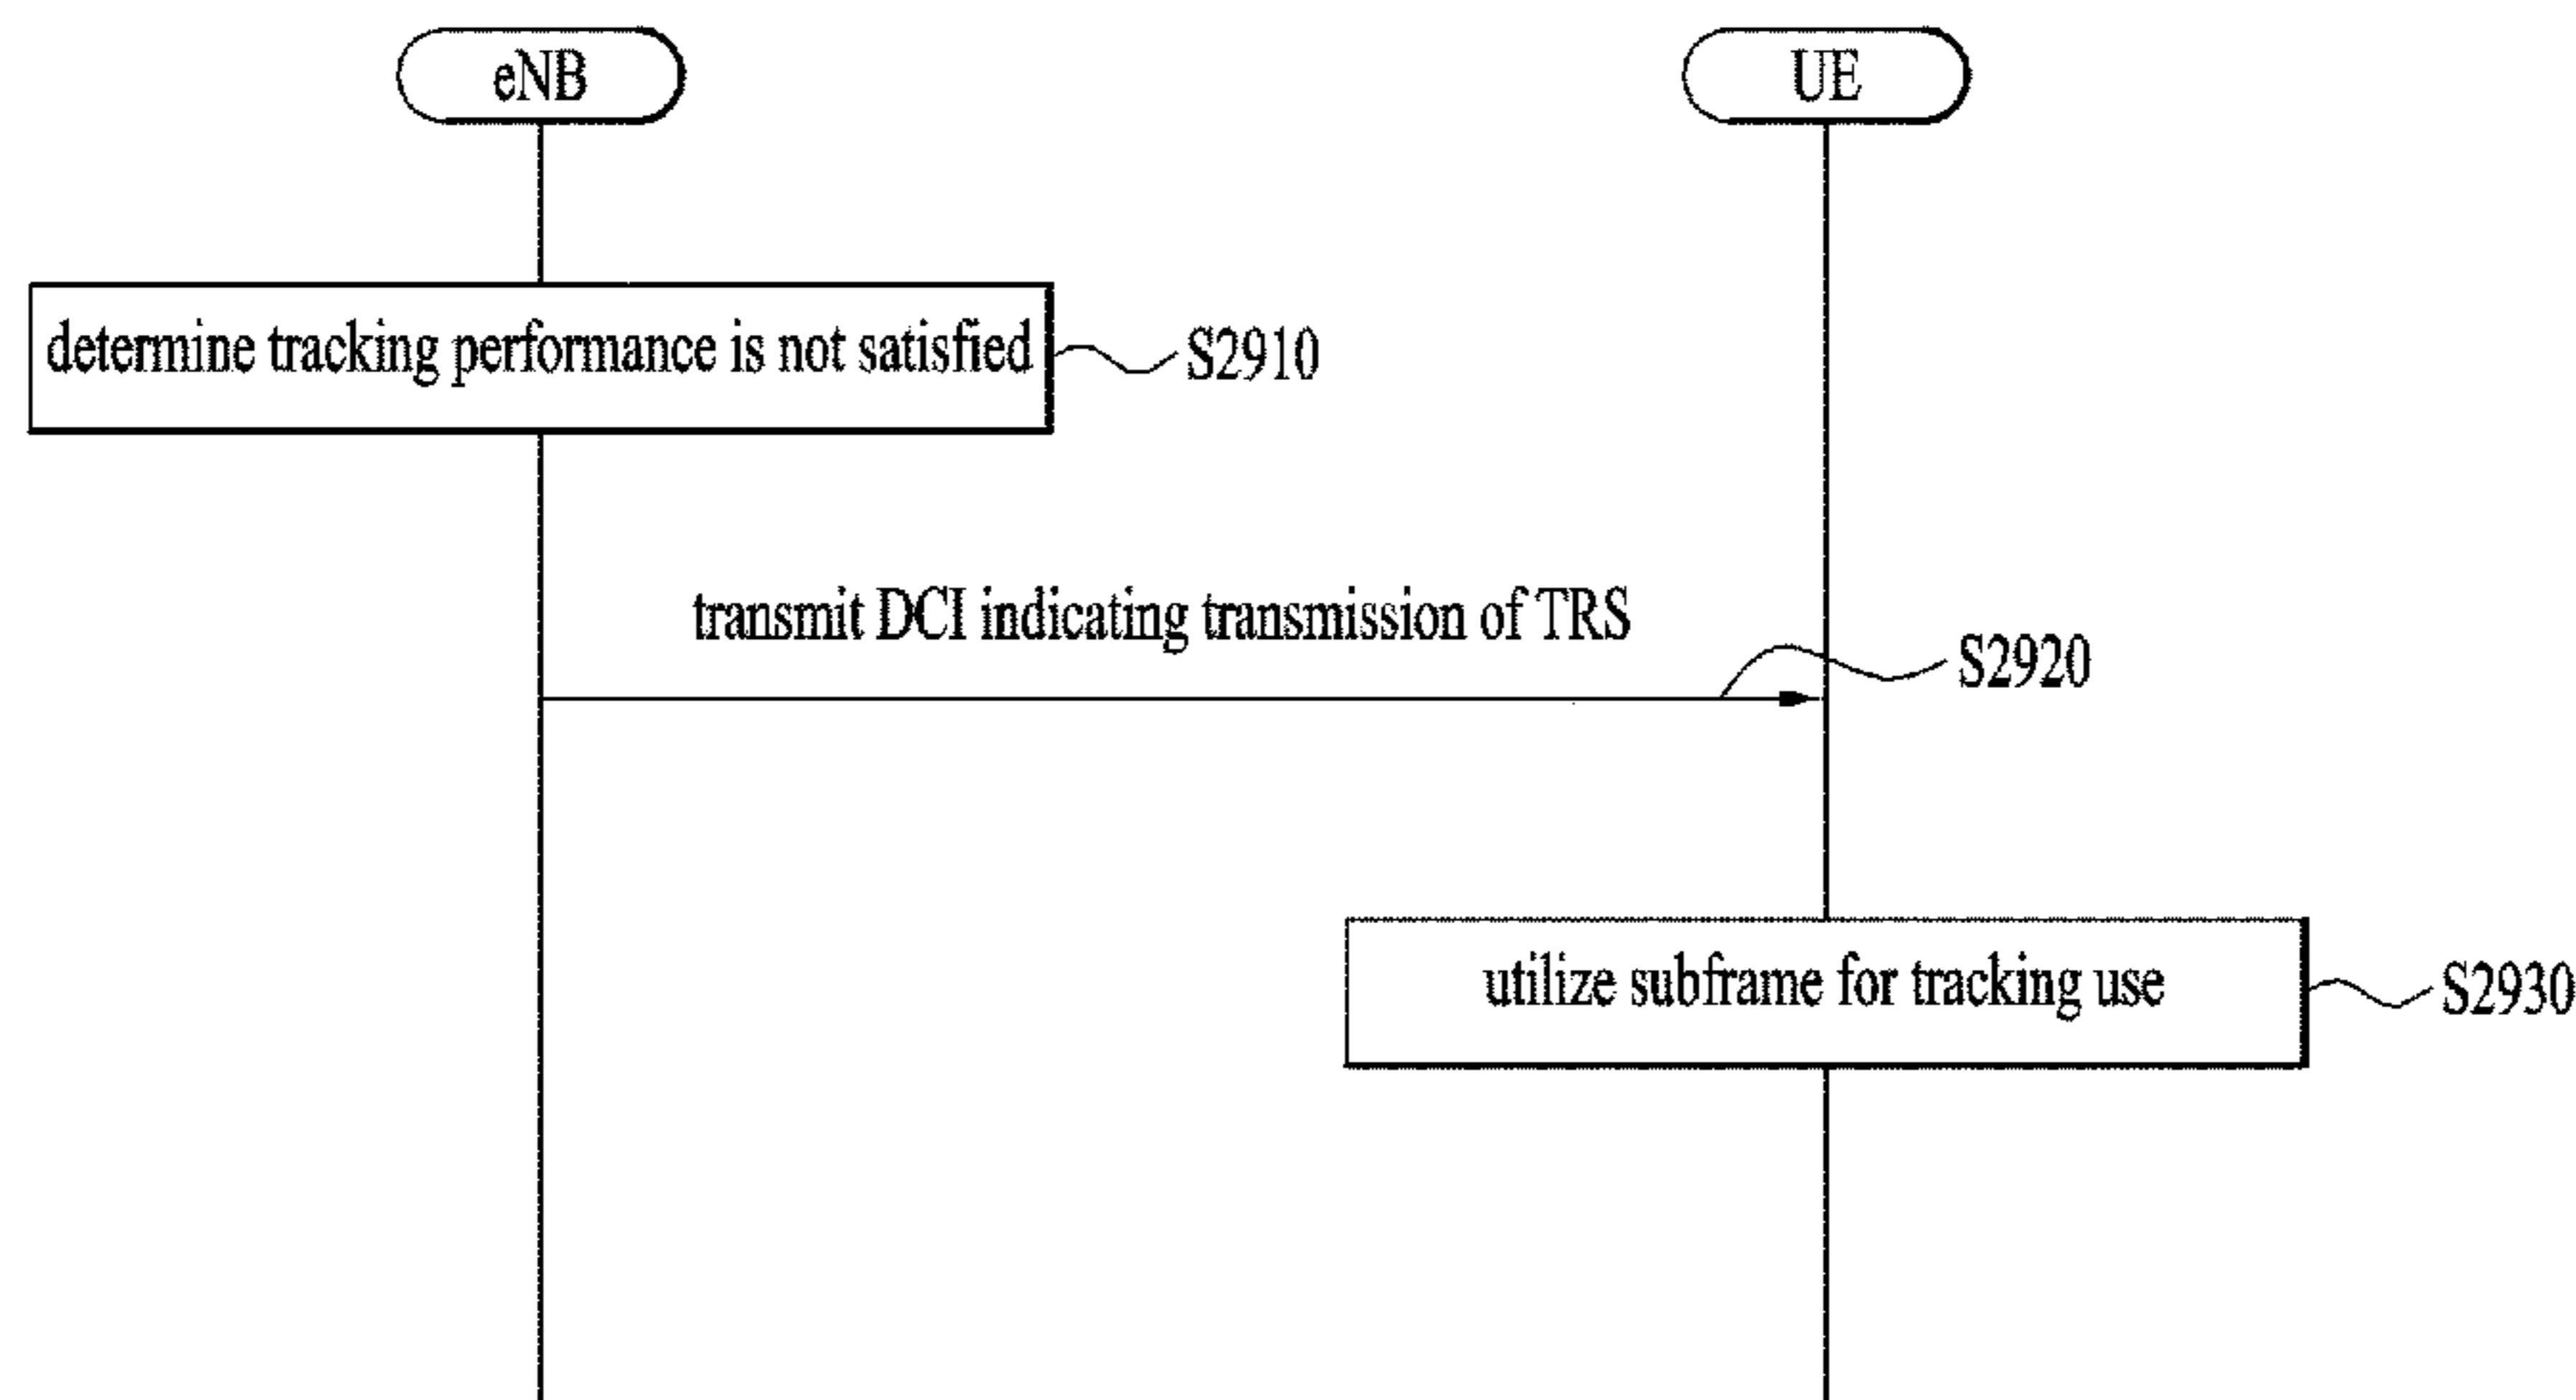 eNB
UE
determine tracking performance is not satisfied
S2910
transmit DCI indicating transmission of TRS
S2920
utilize subframe for tracking use
S2930